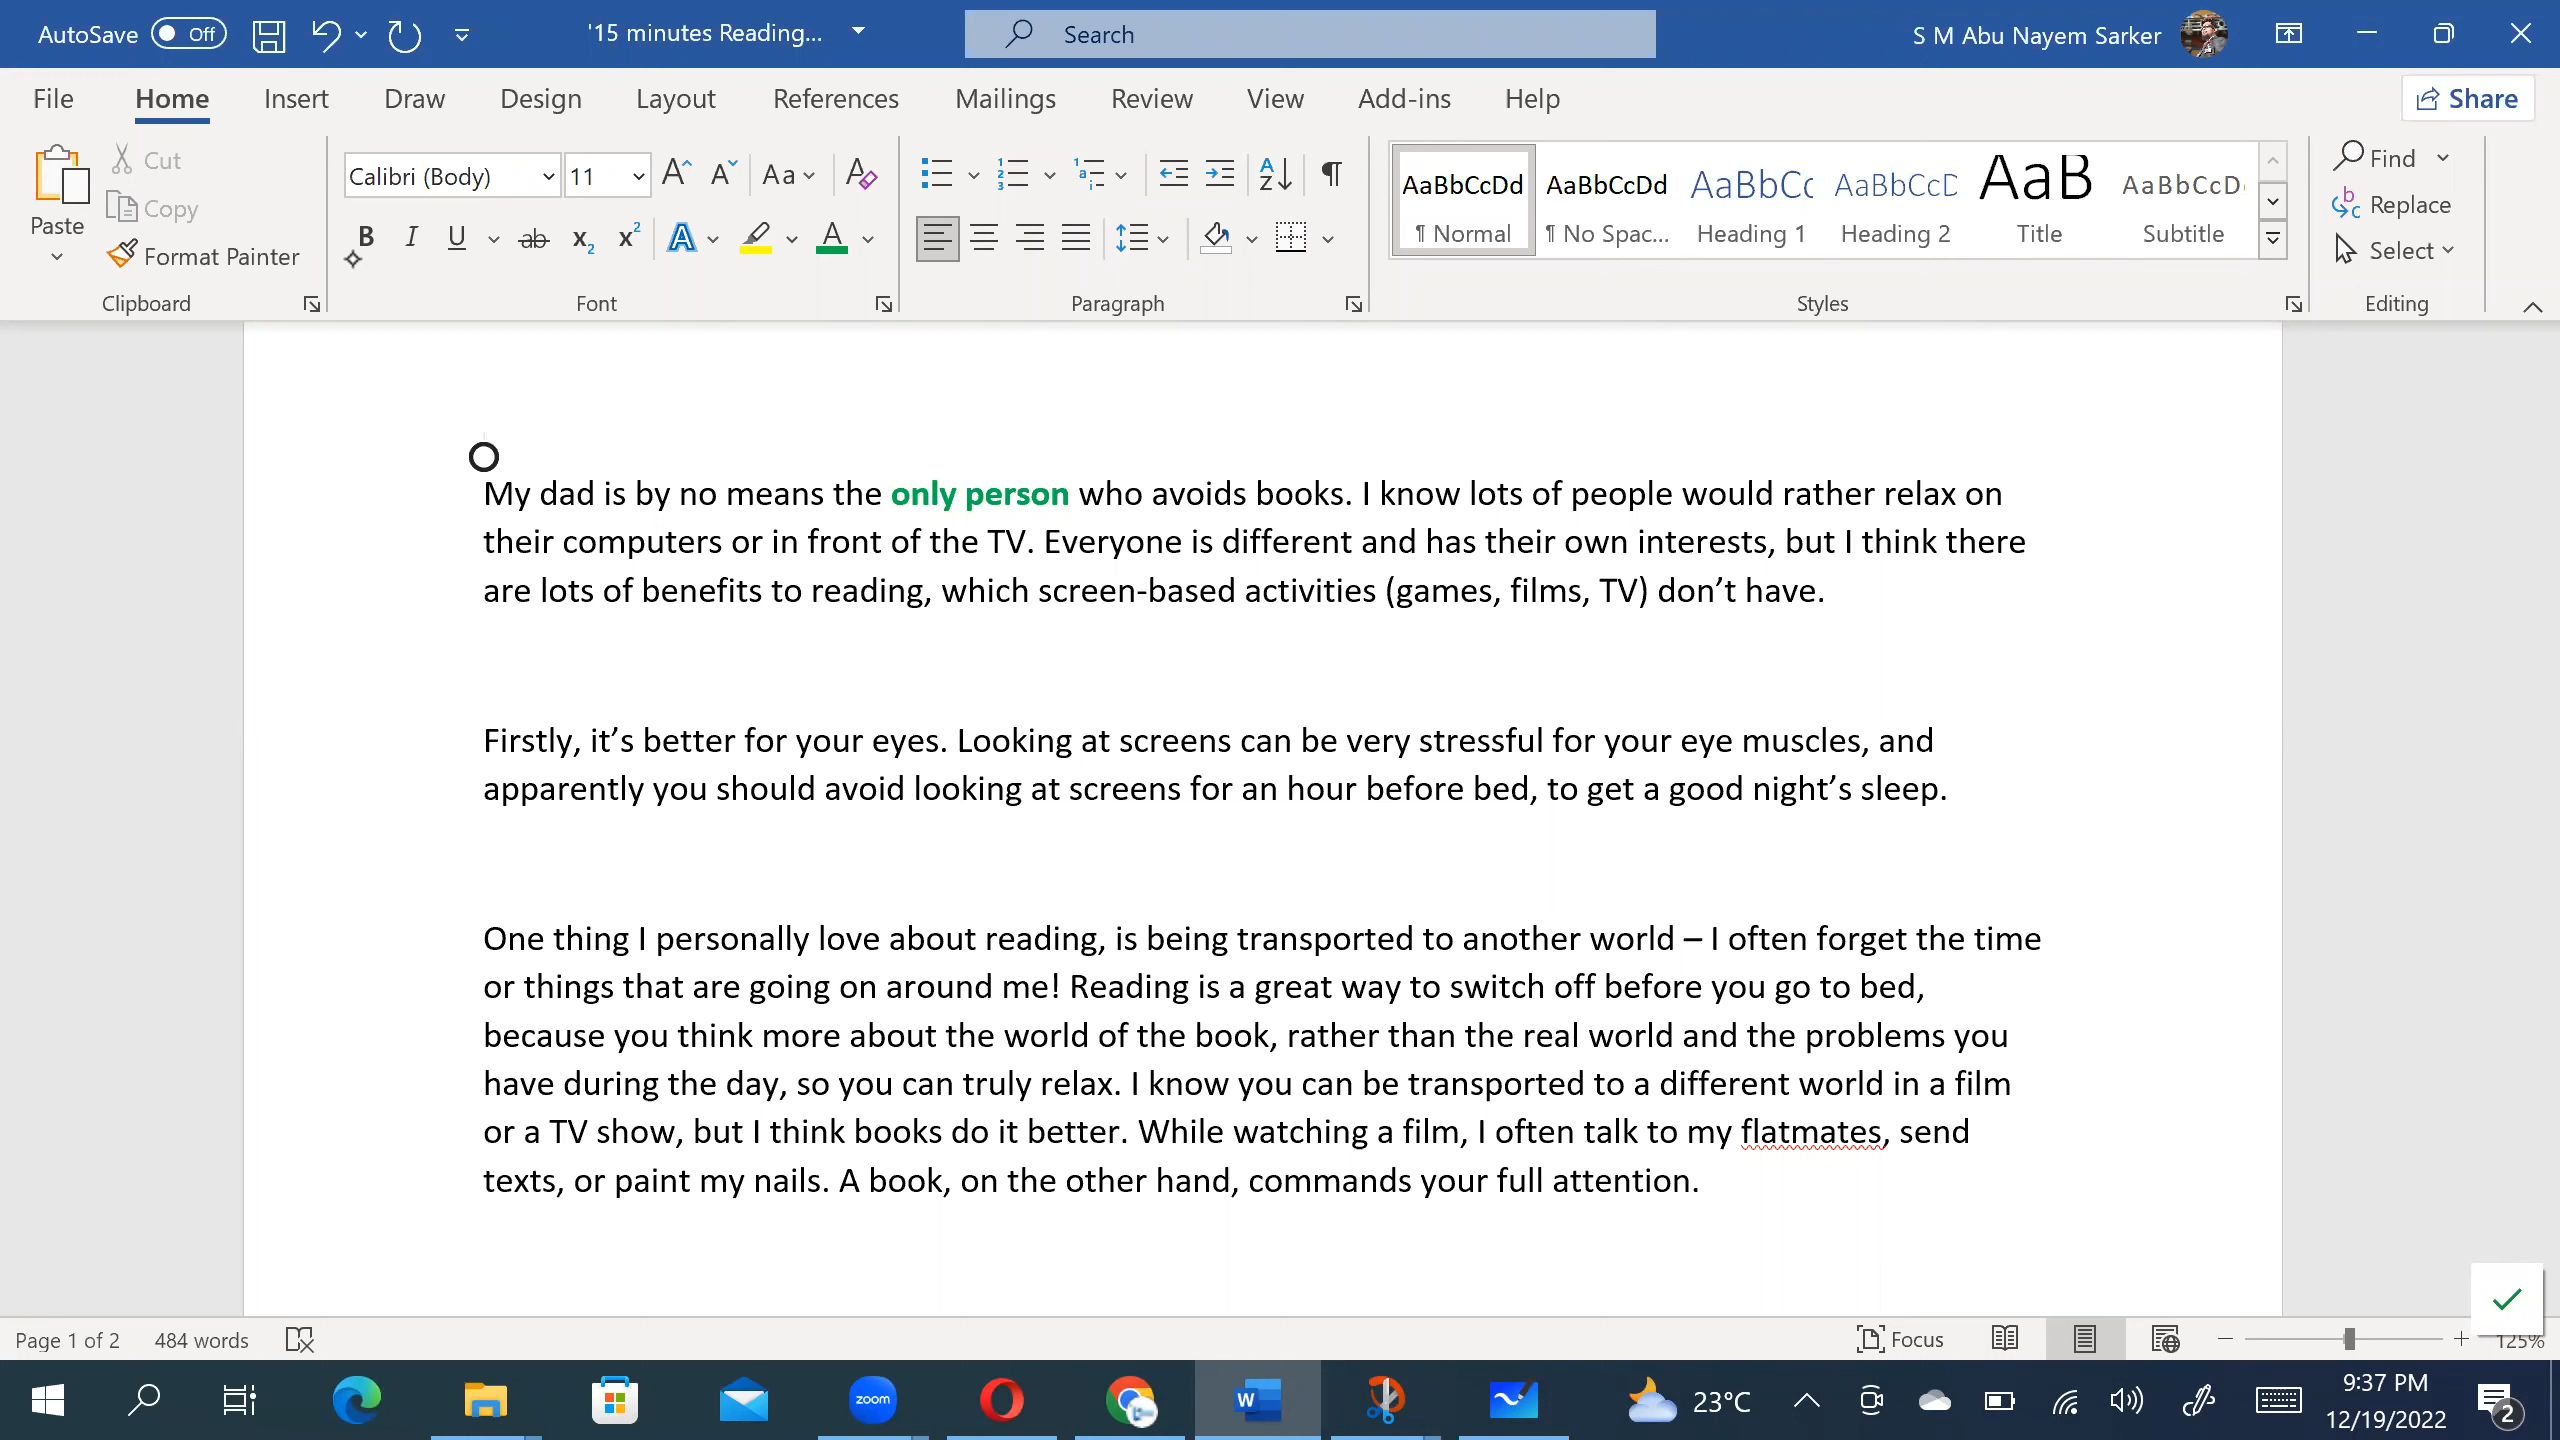 AutoSave Off '15 minutes Reading... Search S M Abu Nayem Sarker
File Home Insert Draw Design Layout References Mailings Review View Add-ins Help Share
Paste
Cut
Copy
Format Painter
Clipboard
Calibri (Body) 11
Font
Paragraph
AaBbCcDd AaBbCcDd AaBbCc AaBbCcD AaB AaBbCcD
¶ Normal ¶ No Spac... Heading 1 Heading 2 Title Subtitle
Styles
Find
Replace
Select
Editing
My dad is by no means the only person who avoids books. I know lots of people would rather relax on
their computers or in front of the TV. Everyone is different and has their own interests, but I think there
are lots of benefits to reading, which screen-based activities (games, films, TV) don’t have.
Firstly, it’s better for your eyes. Looking at screens can be very stressful for your eye muscles, and
apparently you should avoid looking at screens for an hour before bed, to get a good night’s sleep.
One thing I personally love about reading, is being transported to another world – I often forget the time
or things that are going on around me! Reading is a great way to switch off before you go to bed,
because you think more about the world of the book, rather than the real world and the problems you
have during the day, so you can truly relax. I know you can be transported to a different world in a film
or a TV show, but I think books do it better. While watching a film, I often talk to my flatmates, send
texts, or paint my nails. A book, on the other hand, commands your full attention.
Page 1 of 2 484 words Focus 125%
zoom 23°C 9:37 PM
12/19/2022 2